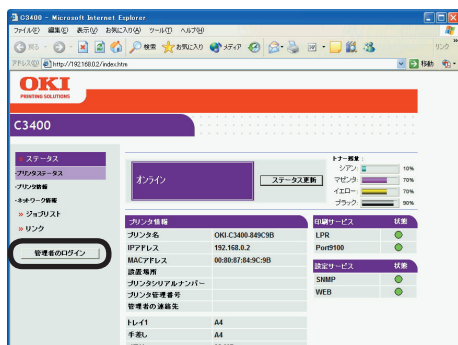 C3400 - Microsoft Internet Explorer
ファイル(F) 編集(E) 表示(V) お気に入り(A) ツール(T) ヘルプ(H)
戻る 検索 お気に入り メディア リンク
アドレス(D) http://192.168.0.2/index.htm 移動
OKI
PRINTING SOLUTIONS
C3400
ステータス
プリンタステータス
プリンタ情報
ネットワーク情報
» ジョブリスト
» リンク
管理者のログイン
オンライン
ステータス更新
トナー残量:
シアン: 10%
マゼンタ: 70%
イエロー: 70%
ブラック: 90%
プリンタ情報
プリンタ名 OKI-C3400-849C9B
IPアドレス 192.168.0.2
MACアドレス 00:80:87:84:9C:9B
設置場所
プリンタシリアルナンバー
プリンタ管理番号
管理者の連絡先
トレイ1 A4
手差し A4
印刷サービス 状態
LPR
Port9100
設定サービス 状態
SNMP
WEB